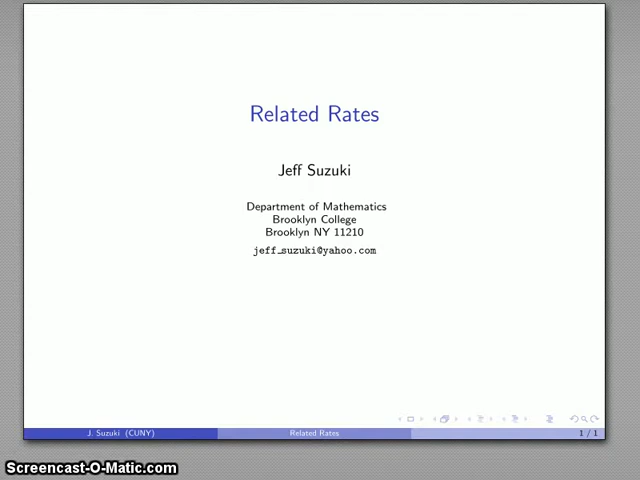 Related Rates
Jeff Suzuki
Department of Mathematics
Brooklyn College
Brooklyn NY 11210
jeff_suzuki@yahoo.com
J. Suzuki (CUNY)
Related Rates
1 / 1
Screencast-O-Matic.com